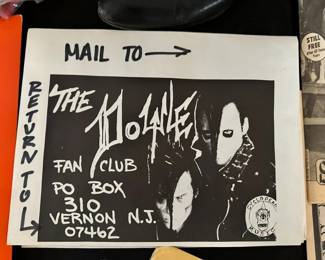 MAIL TO →
RETURN TO ↓
THE
DOYLE
FAN CLUB
PO BOX
310
VERNON N.J.
07462
STILL
FREE